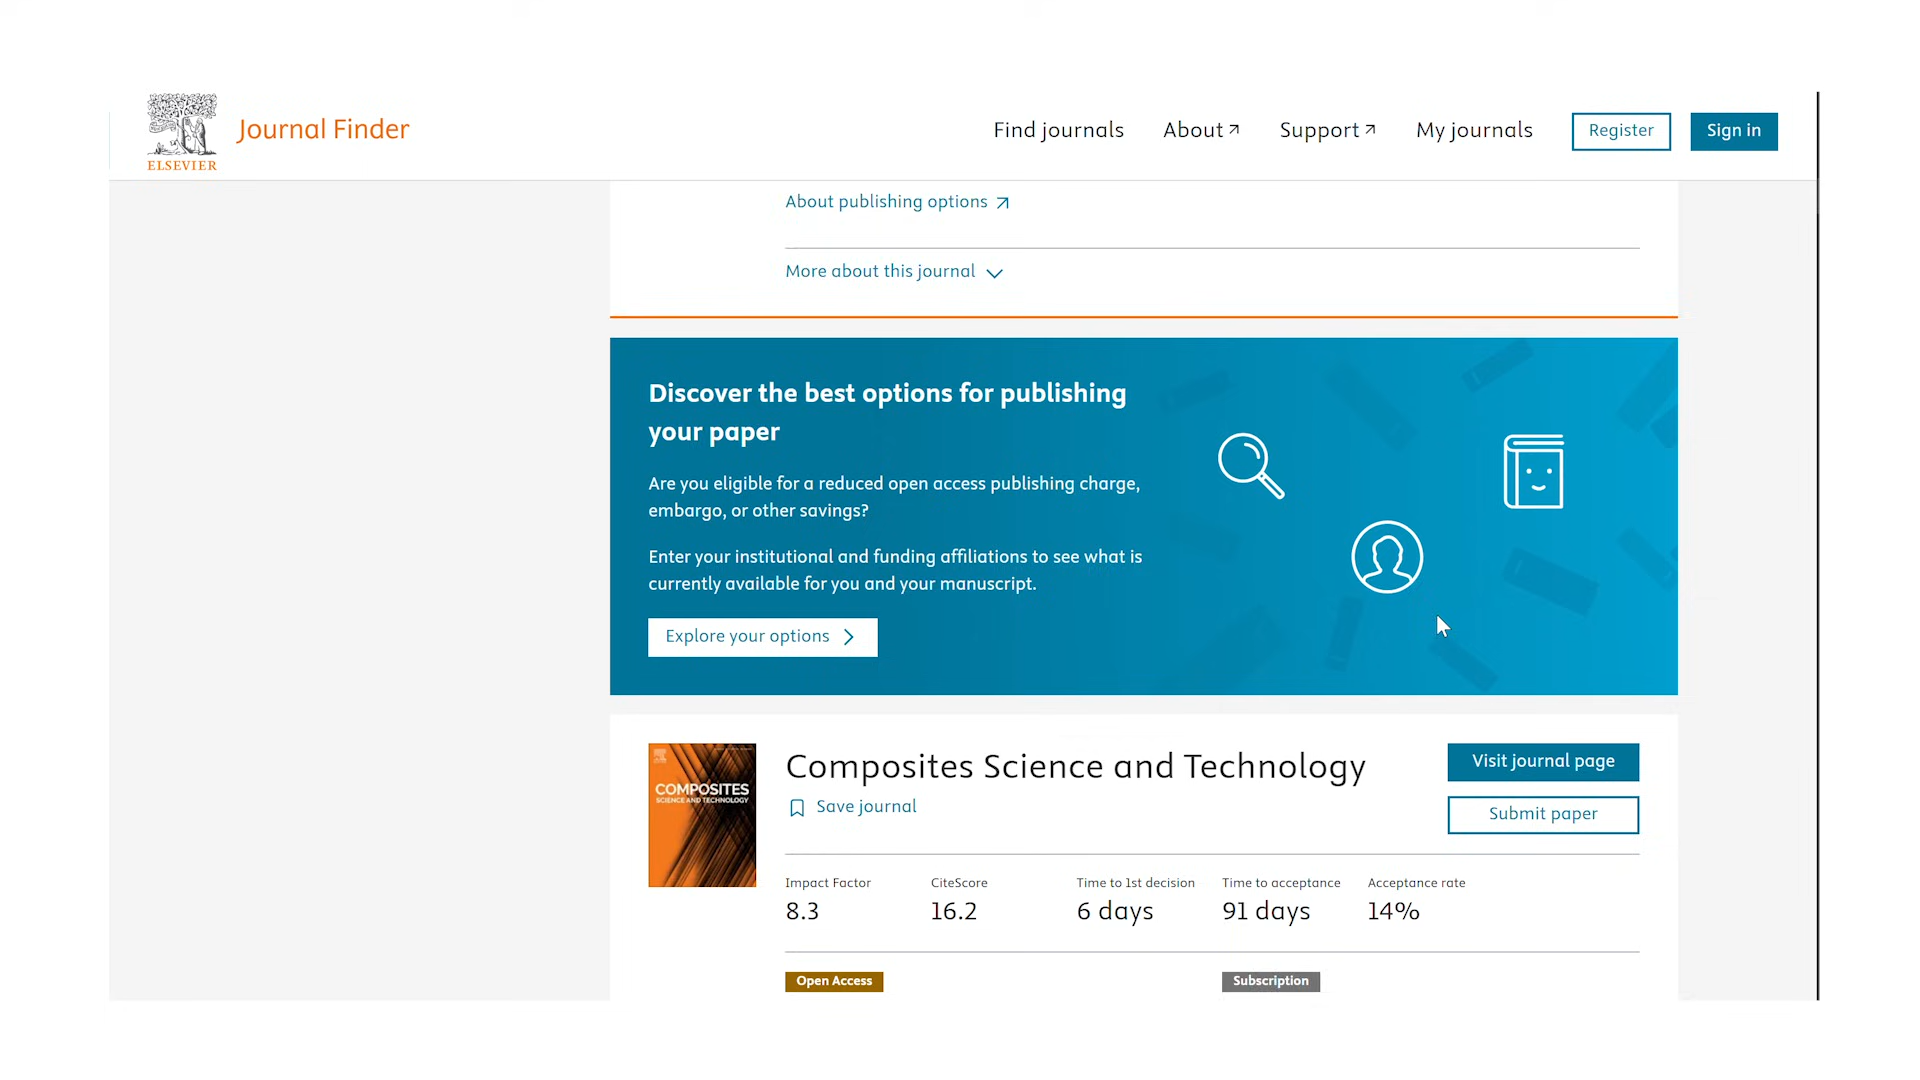 ELSEVIER
Journal Finder
Find journals
About
Support
My journals
Register
Sign in
About publishing options
More about this journal
Discover the best options for publishing
your paper
Are you eligible for a reduced open access publishing charge,
embargo, or other savings?
Enter your institutional and funding affiliations to see what is
currently available for you and your manuscript.
Explore your options
COMPOSITES
SCIENCE AND TECHNOLOGY
Composites Science and Technology
Save journal
Visit journal page
Submit paper
Impact Factor
8.3
CiteScore
16.2
Time to 1st decision
6 days
Time to acceptance
91 days
Acceptance rate
14%
Open Access
Subscription